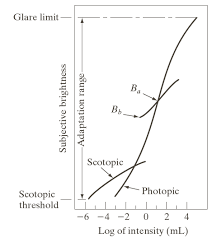 Glare limit
Subjective brightness
Adaptation range
Bₐ
B_b
Scotopic
Photopic
Scotopic
threshold
−6 −4 −2 0 2 4
Log of intensity (mL)